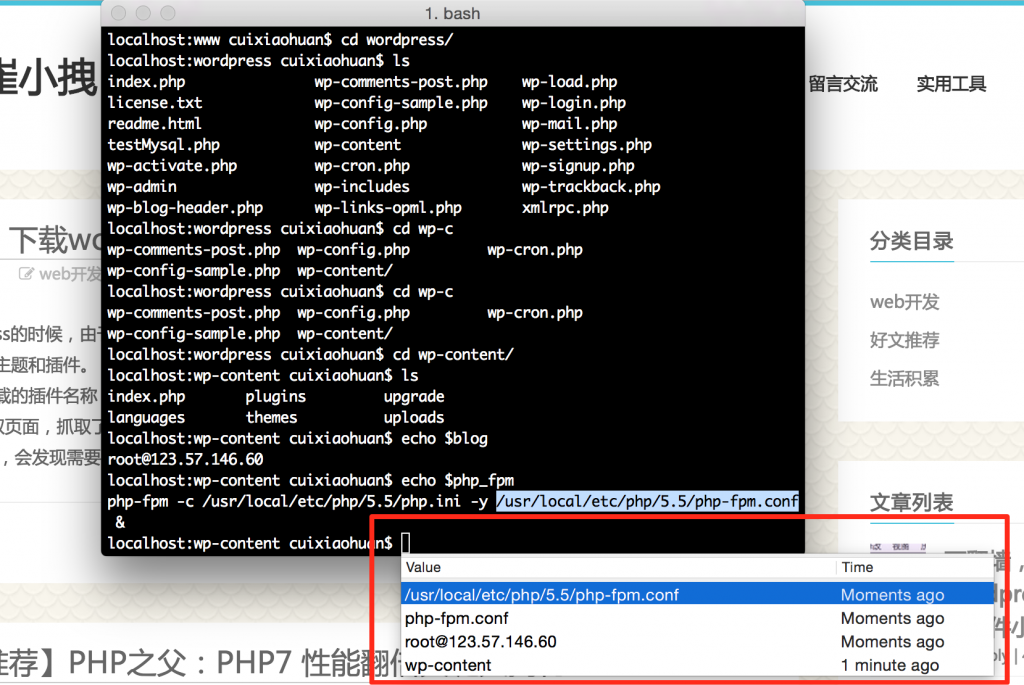 1. bash
localhost:www cuixiaohuan$ cd wordpress/
localhost:wordpress cuixiaohuan$ ls
index.php wp-comments-post.php wp-load.php
license.txt wp-config-sample.php wp-login.php
readme.html wp-config.php wp-mail.php
testMysql.php wp-content wp-settings.php
wp-activate.php wp-cron.php wp-signup.php
wp-admin wp-includes wp-trackback.php
wp-blog-header.php wp-links-opml.php xmlrpc.php
localhost:wordpress cuixiaohuan$ cd wp-c
wp-comments-post.php wp-config.php wp-cron.php
wp-config-sample.php wp-content/
localhost:wordpress cuixiaohuan$ cd wp-c
wp-comments-post.php wp-config.php wp-cron.php
wp-config-sample.php wp-content/
localhost:wordpress cuixiaohuan$ cd wp-content/
localhost:wp-content cuixiaohuan$ ls
index.php plugins upgrade
languages themes uploads
localhost:wp-content cuixiaohuan$ echo $blog
root@123.57.146.60
localhost:wp-content cuixiaohuan$ echo $php_fpm
php-fpm -c /usr/local/etc/php/5.5/php.ini -y /usr/local/etc/php/5.5/php-fpm.conf
&
localhost:wp-content cuixiaohuan$
Value Time
/usr/local/etc/php/5.5/php-fpm.conf Moments ago
php-fpm.conf Moments ago
root@123.57.146.60 Moments ago
wp-content 1 minute ago
崔小拽
留言交流 实用工具
下载wo
web开发
ss的时候，由于
主题和插件。
载的插件名称
页面，抓取了
，会发现需要
推荐】PHP之父：PHP7 性能翻
分类目录
web开发
好文推荐
生活积累
文章列表